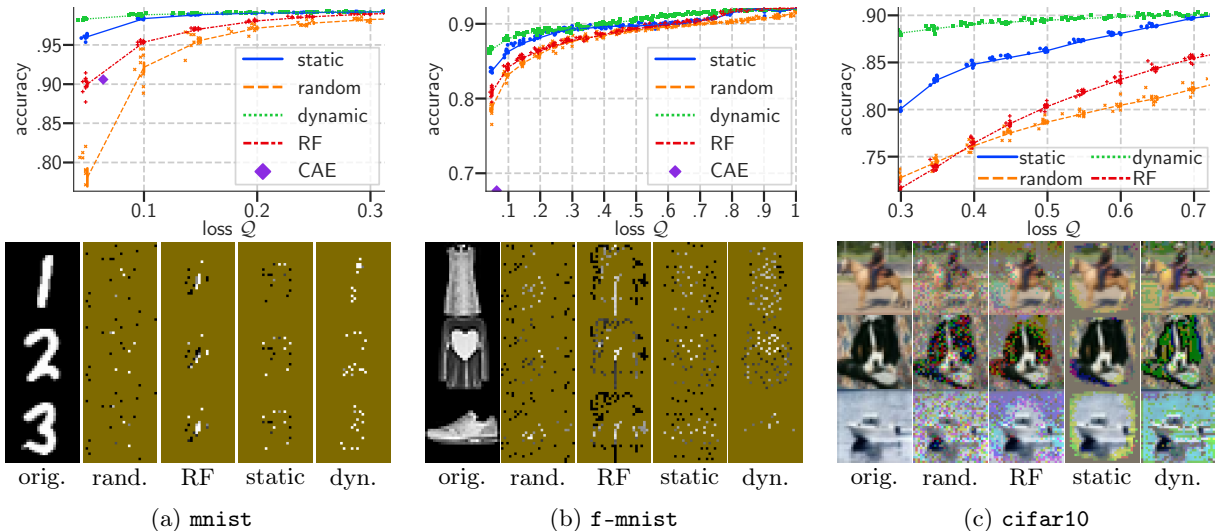 accuracy
.95
.90
.85
.80
static
random
dynamic
RF
CAE
0.1 0.2 0.3
loss Q
orig. rand. RF static dyn.
(a) mnist
accuracy
0.9
0.8
0.7
static
random
dynamic
RF
CAE
.1 .2 .3 .4 .5 .6 .7 .8 .9 1
loss Q
orig. rand. RF static dyn.
(b) f-mnist
accuracy
.90
.85
.80
.75
static dynamic
random RF
0.3 0.4 0.5 0.6 0.7
loss Q
orig. rand. RF static dyn.
(c) cifar10